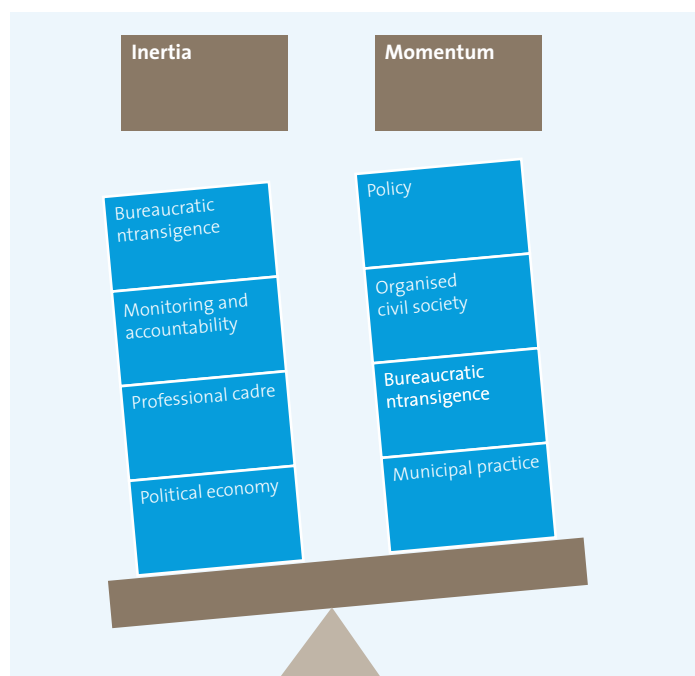 Inertia
Momentum
Bureaucratic
ntransigence
Monitoring and
accountability
Professional cadre
Political economy
Policy
Organised
civil society
Bureaucratic
ntransigence
Municipal practice